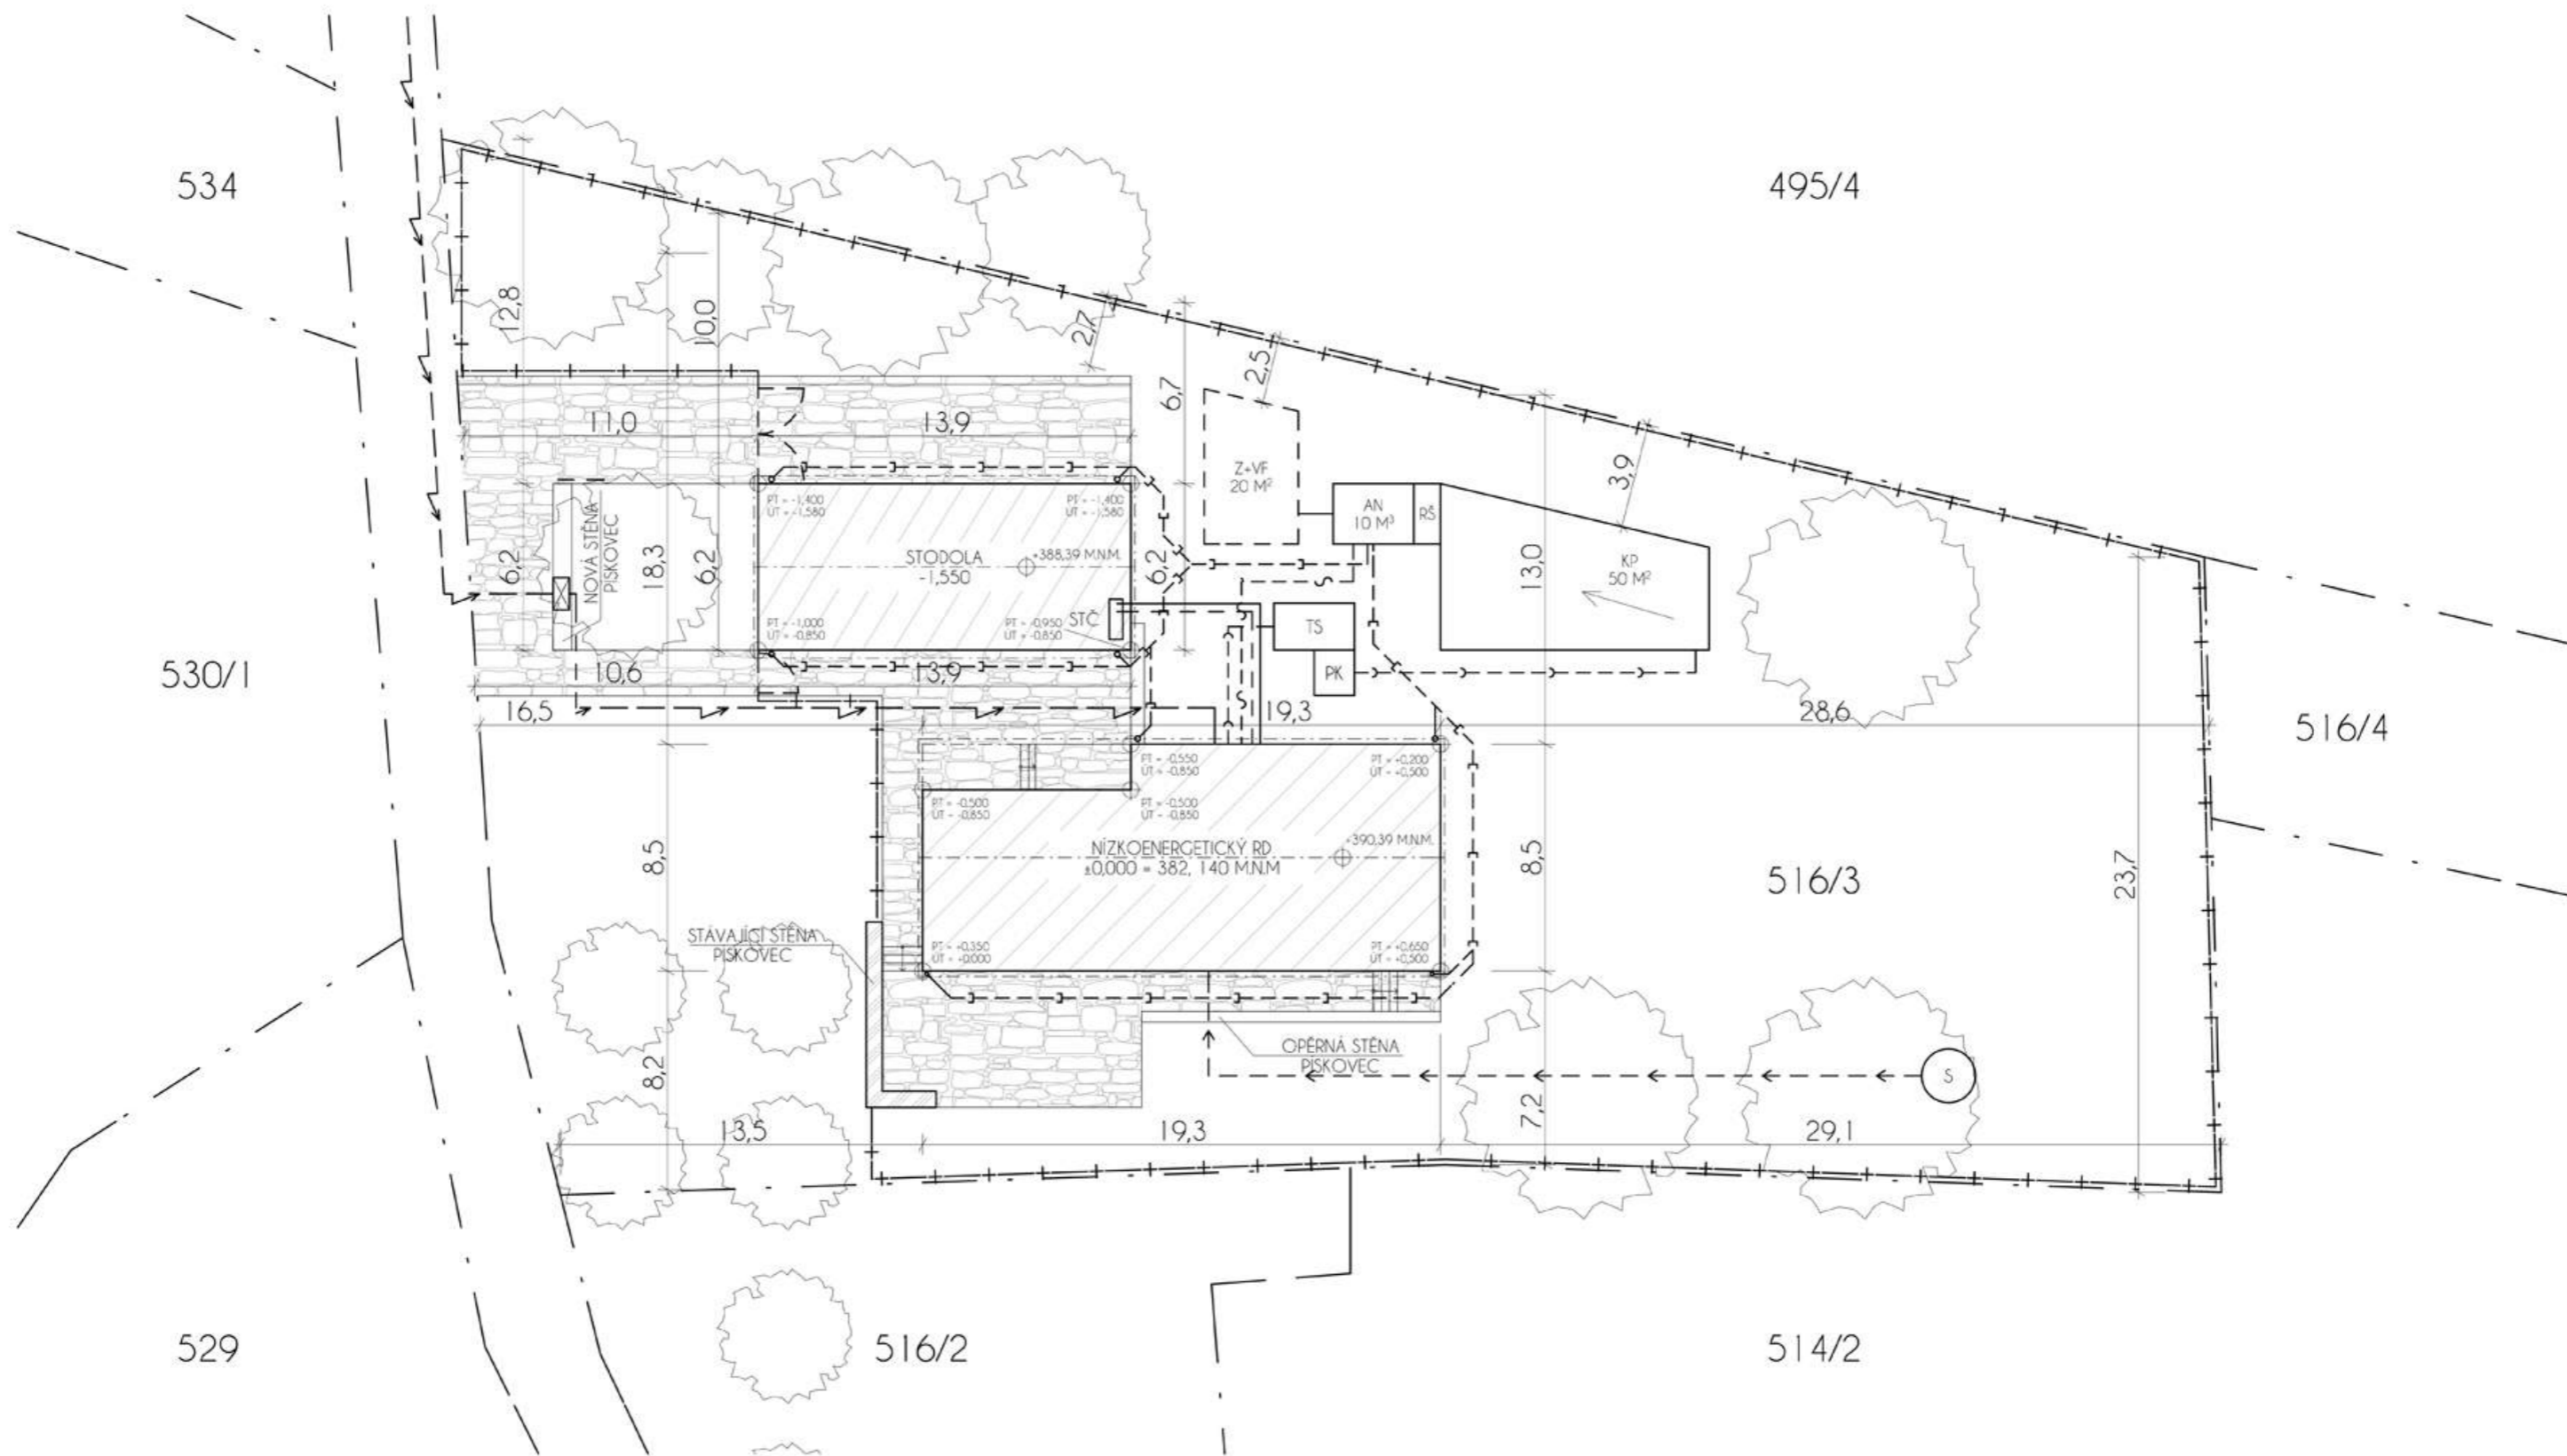 534
495/4
12,8
10,0
2,7
6,7
2,5
3,9
11,0
13,9
Z+VF
20 M²
AN
10 M³
RŠ
PT = -1,400
ÚT = -1,580
PT = -1,400
ÚT = -1,580
NOVÁ STĚNA
PÍSKOVEC
6,2
18,3
6,2
STODOLA
-1,550
+388,39 M.N.M.
6,2
13,0
KP
50 M²
PT = -1,000
ÚT = -0,850
PT = -0,950
ÚT = -0,850
STČ
TS
PK
530/1
10,6
13,9
16,5
19,3
28,6
516/4
PT = -0,550
ÚT = -0,850
PT = +0,200
ÚT = +0,500
PT = -0,500
ÚT = -0,850
PT = -0,500
ÚT = -0,850
8,5
NÍZKOENERGETICKÝ RD
±0,000 = 382, 140 M.N.M
+390,39 M.N.M.
8,5
516/3
23,7
STÁVAJÍCÍ STĚNA
PÍSKOVEC
PT = +0,350
ÚT = +0,000
PT = +0,650
ÚT = +0,500
8,2
OPĚRNÁ STĚNA
PÍSKOVEC
S
7,2
13,5
19,3
29,1
529
516/2
514/2